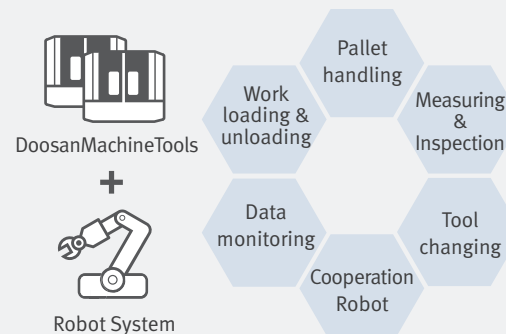 DoosanMachineTools
+
Robot System
Pallet
handling
Work
loading &
unloading
Measuring
&
Inspection
Data
monitoring
Tool
changing
Cooperation
Robot